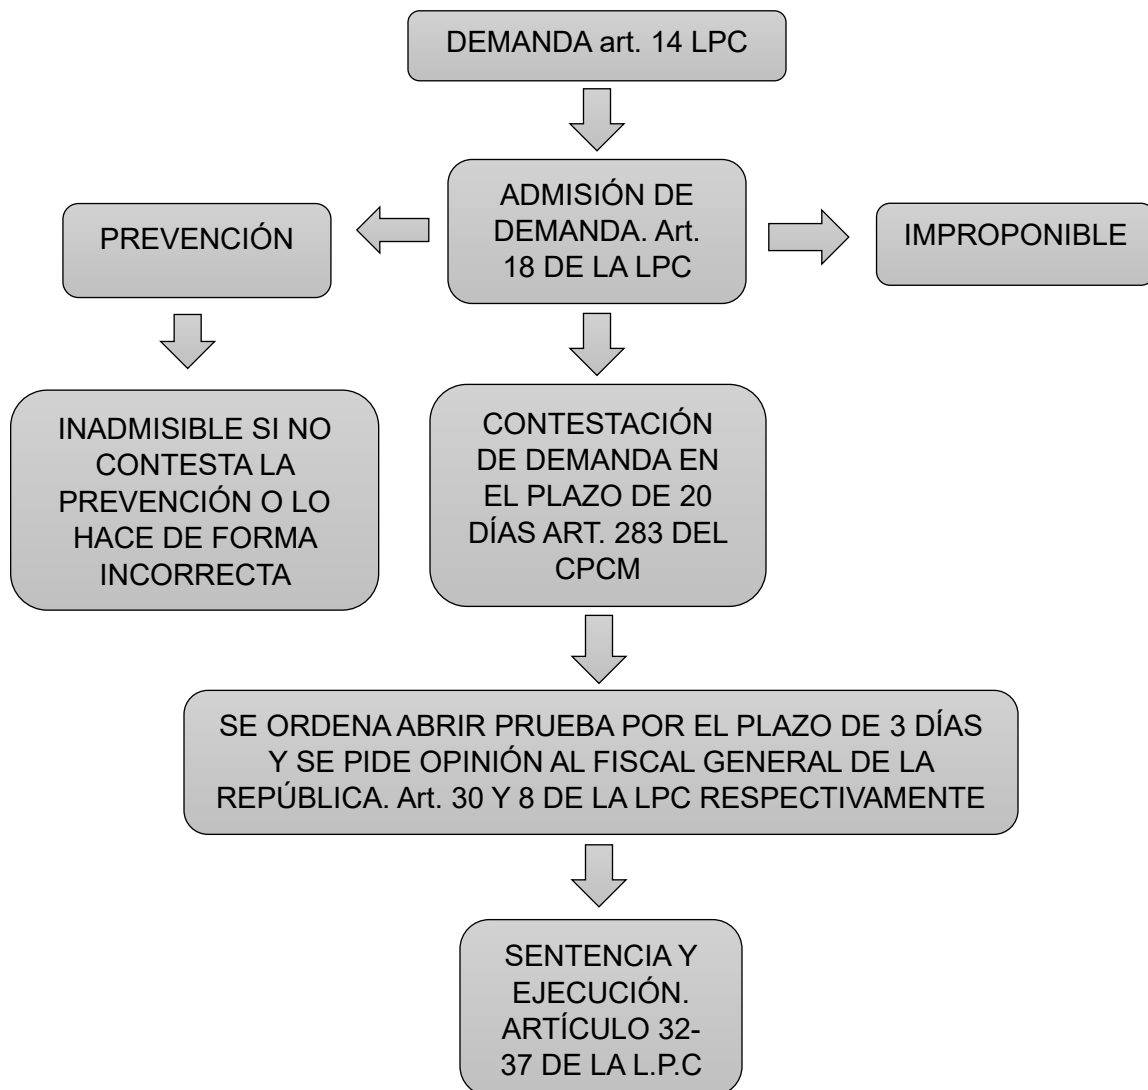 DEMANDA art. 14 LPC
ADMISIÓN DE
DEMANDA. Art.
18 DE LA LPC
PREVENCIÓN
IMPROPONIBLE
INADMISIBLE SI NO
CONTESTA LA
PREVENCIÓN O LO
HACE DE FORMA
INCORRECTA
CONTESTACIÓN
DE DEMANDA EN
EL PLAZO DE 20
DÍAS ART. 283 DEL
CPCM
SE ORDENA ABRIR PRUEBA POR EL PLAZO DE 3 DÍAS
Y SE PIDE OPINIÓN AL FISCAL GENERAL DE LA
REPÚBLICA. Art. 30 Y 8 DE LA LPC RESPECTIVAMENTE
SENTENCIA Y
EJECUCIÓN.
ARTÍCULO 32-
37 DE LA L.P.C